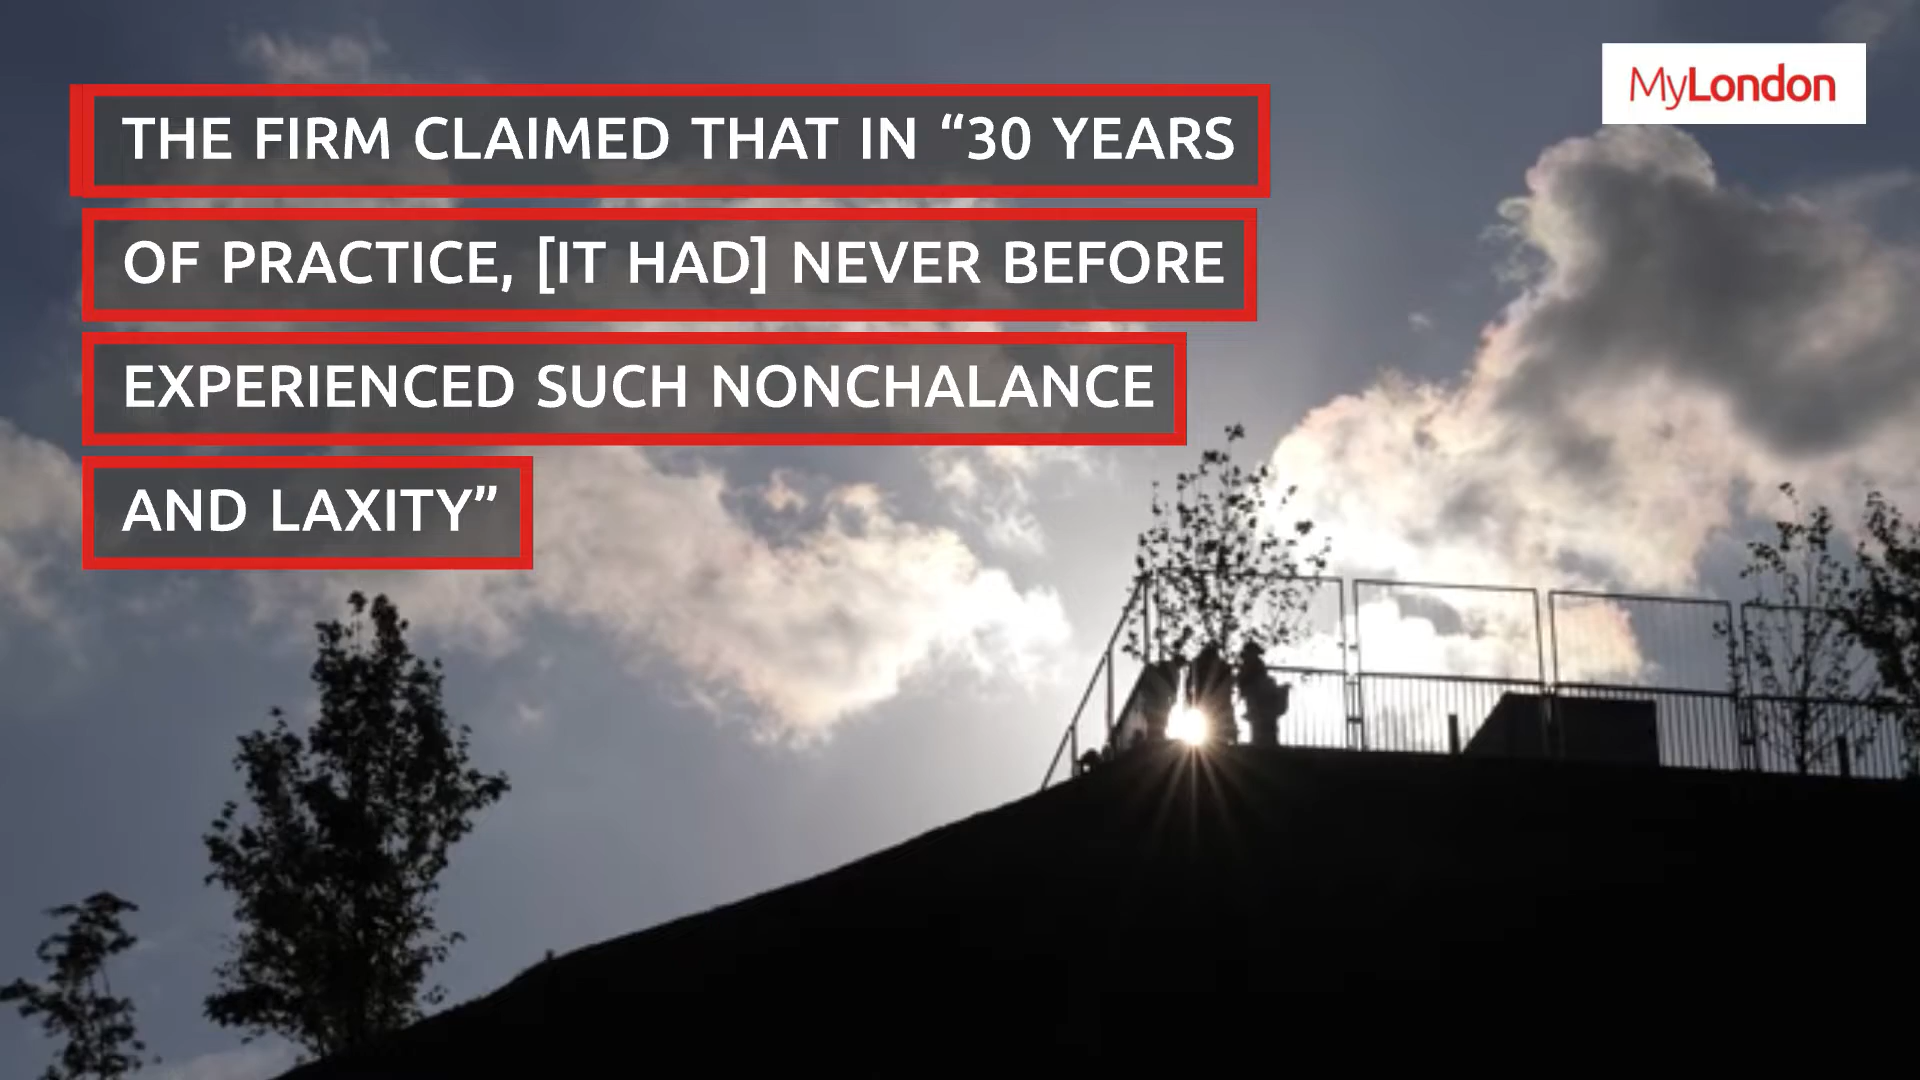 MyLondon
THE FIRM CLAIMED THAT IN “30 YEARS
OF PRACTICE, [IT HAD] NEVER BEFORE
EXPERIENCED SUCH NONCHALANCE
AND LAXITY”